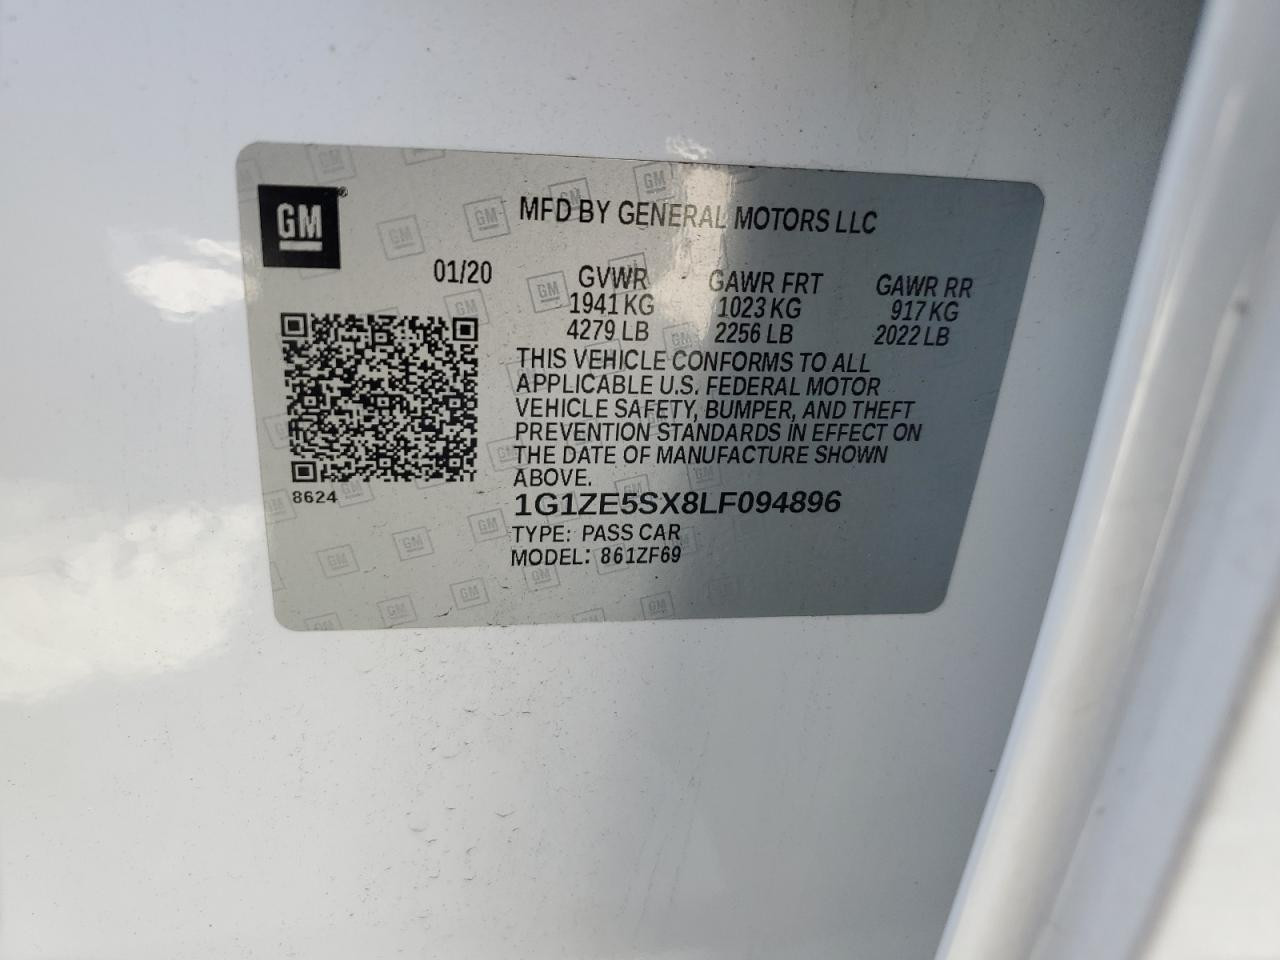 GM®
MFD BY GENERAL MOTORS LLC
01/20
GVWR GAWR FRT GAWR RR
1941 KG 1023 KG 917 KG
4279 LB 2256 LB 2022 LB
THIS VEHICLE CONFORMS TO ALL
APPLICABLE U.S. FEDERAL MOTOR
VEHICLE SAFETY, BUMPER, AND THEFT
PREVENTION STANDARDS IN EFFECT ON
THE DATE OF MANUFACTURE SHOWN
ABOVE.
8624
1G1ZE5SX8LF094896
TYPE: PASS CAR
MODEL: 861ZF69